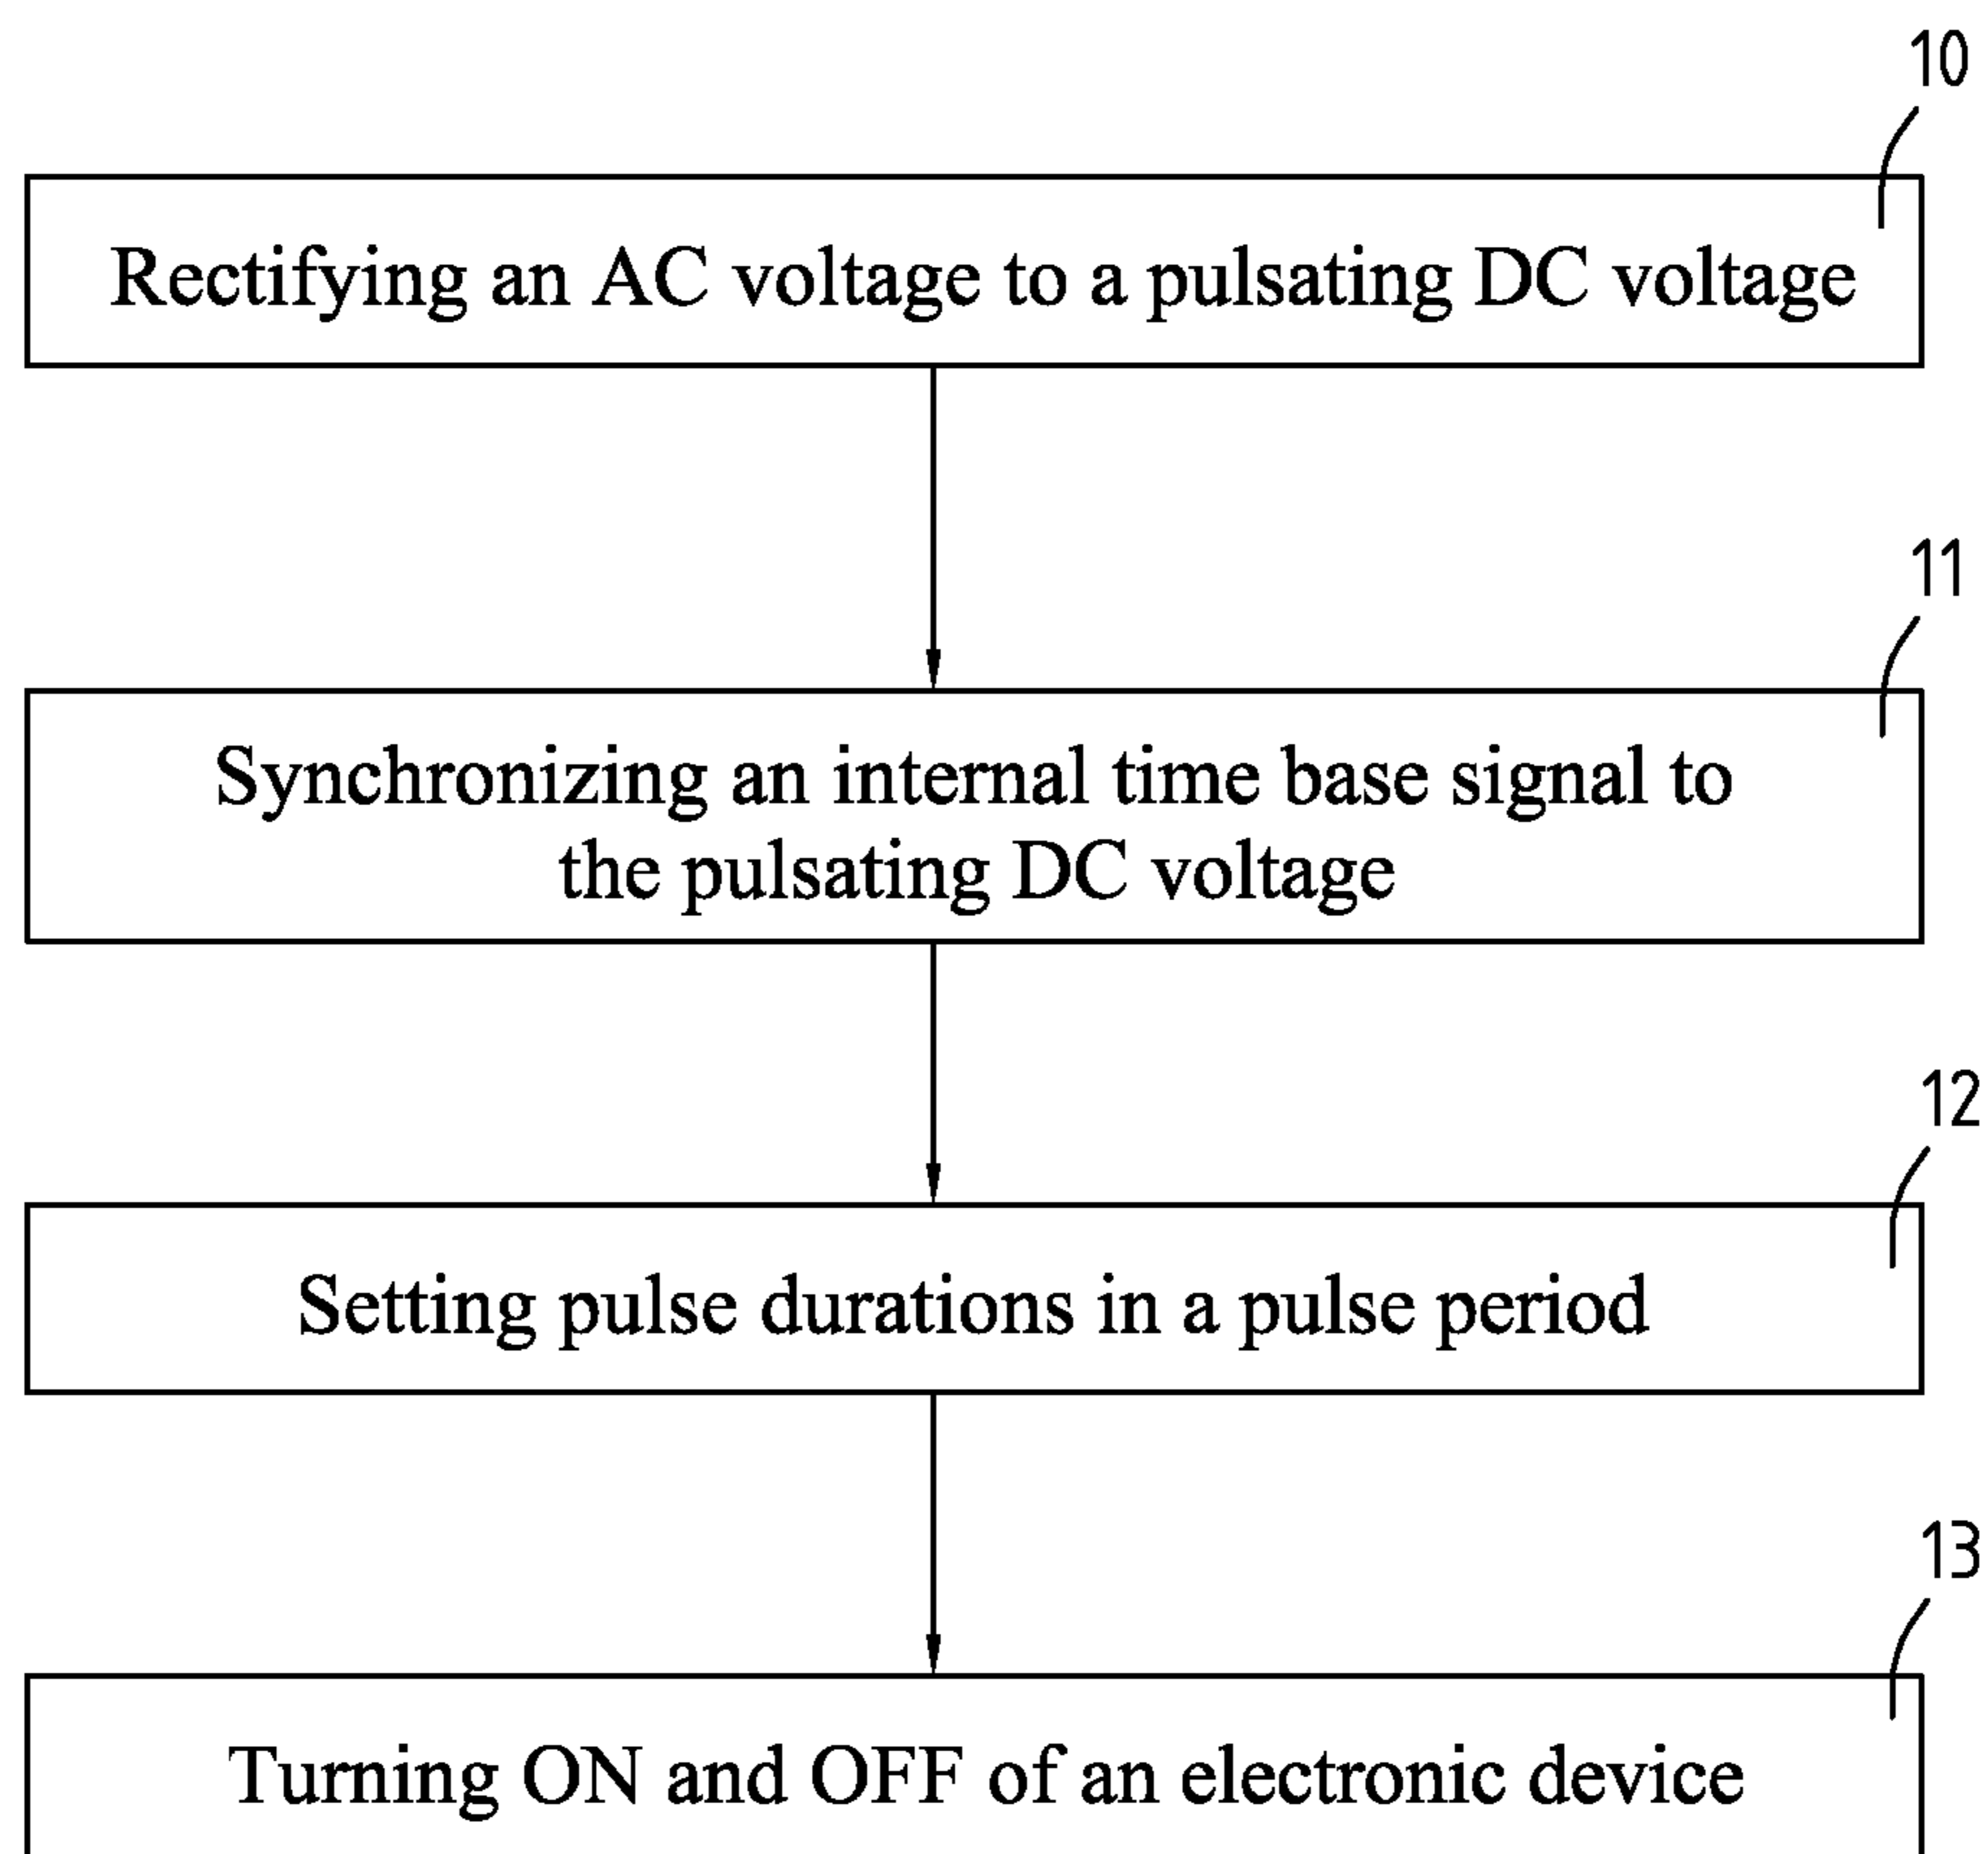 10
Rectifying an AC voltage to a pulsating DC voltage
11
Synchronizing an internal time base signal to
the pulsating DC voltage
12
Setting pulse durations in a pulse period
13
Turning ON and OFF of an electronic device